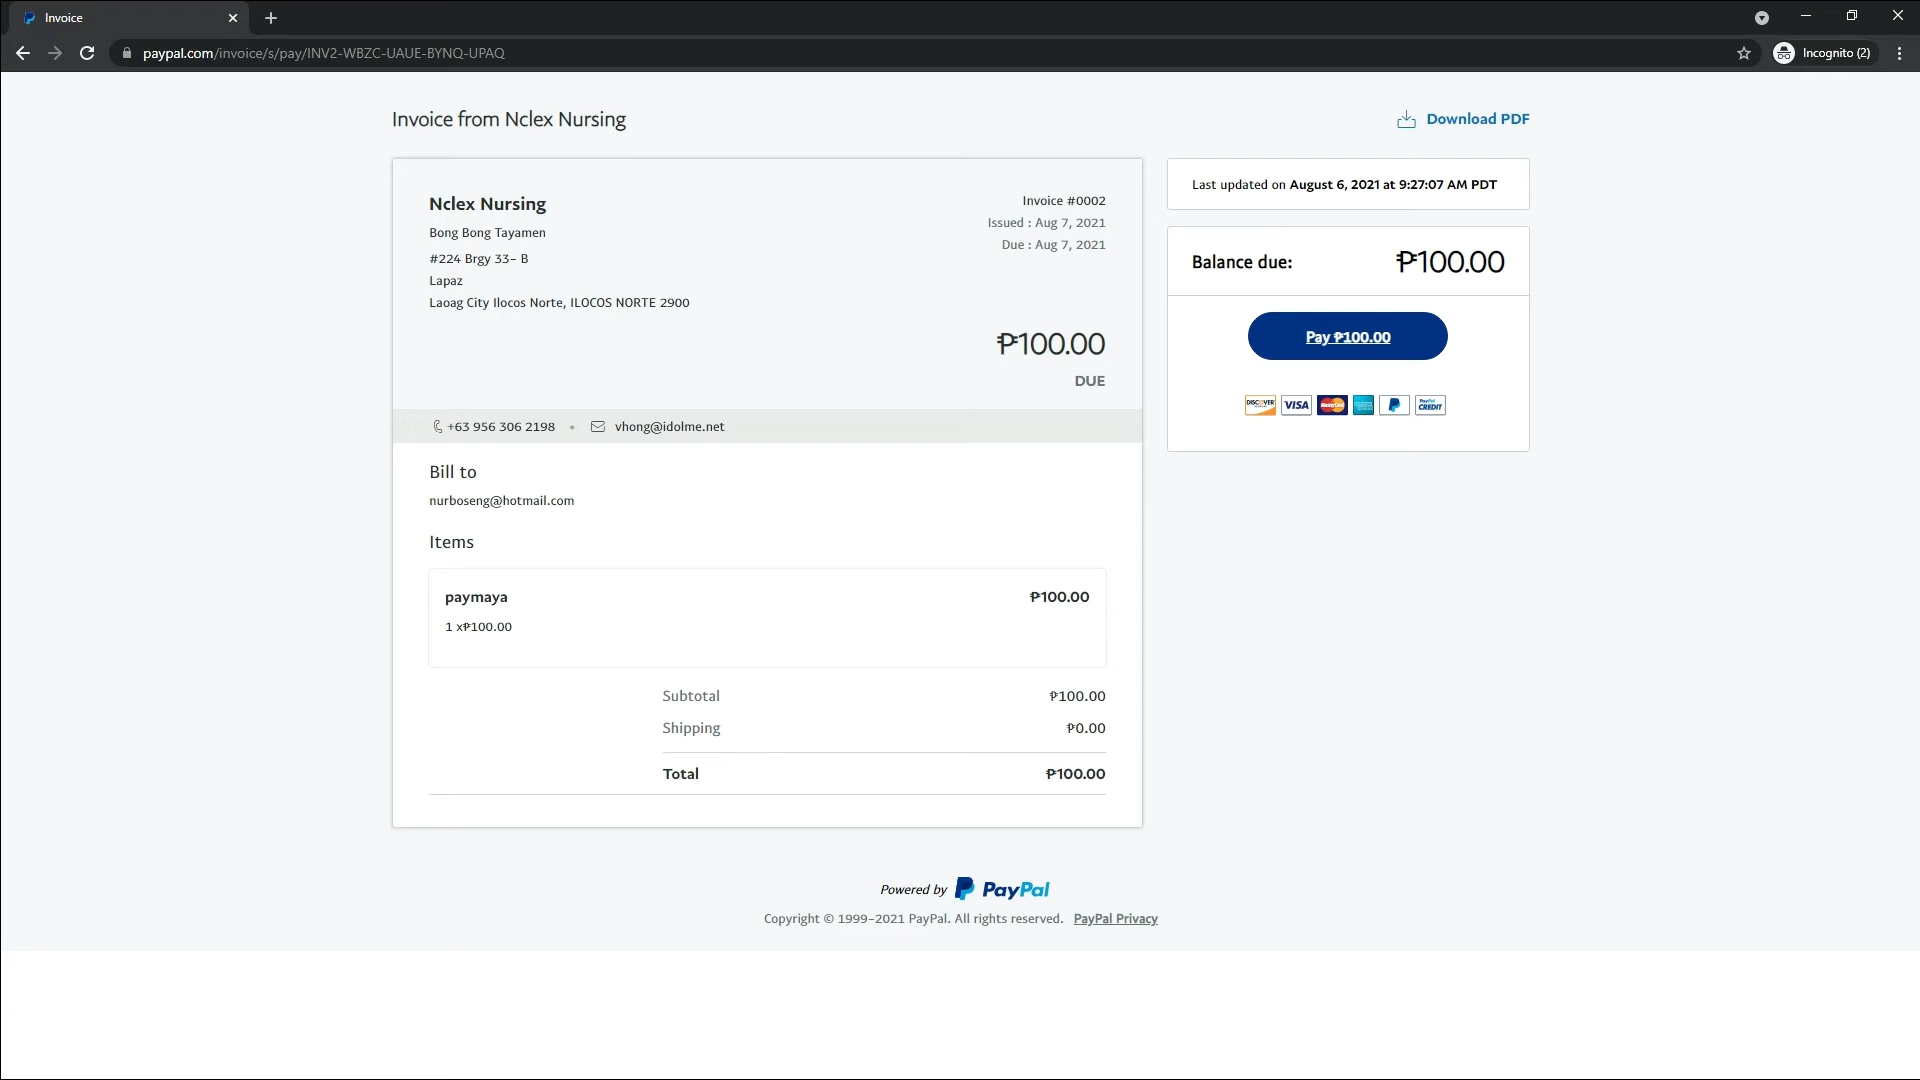 Invoice
paypal.com/invoice/s/pay/INV2-WBZC-UAUE-BYNQ-UPAQ
Incognito (2)
Invoice from Nclex Nursing
Download PDF
Nclex Nursing
Bong Bong Tayamen
#224 Brgy 33- B
Lapaz
Laoag City Ilocos Norte, ILOCOS NORTE 2900
Invoice #0002
Issued : Aug 7, 2021
Due : Aug 7, 2021
₱100.00
DUE
+63 956 306 2198 • vhong@idolme.net
Bill to
nurboseng@hotmail.com
Items
paymaya ₱100.00
1 x₱100.00
Subtotal ₱100.00
Shipping ₱0.00
Total ₱100.00
Last updated on August 6, 2021 at 9:27:07 AM PDT
Balance due: ₱100.00
Pay ₱100.00
DISCOVER VISA MasterCard PayPal CREDIT
Powered by PayPal
Copyright © 1999-2021 PayPal. All rights reserved. PayPal Privacy